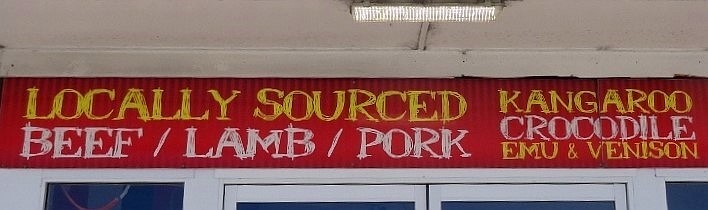 LOCALLY SOURCED
BEEF / LAMB / PORK
KANGAROO
CROCODILE
EMU & VENISON